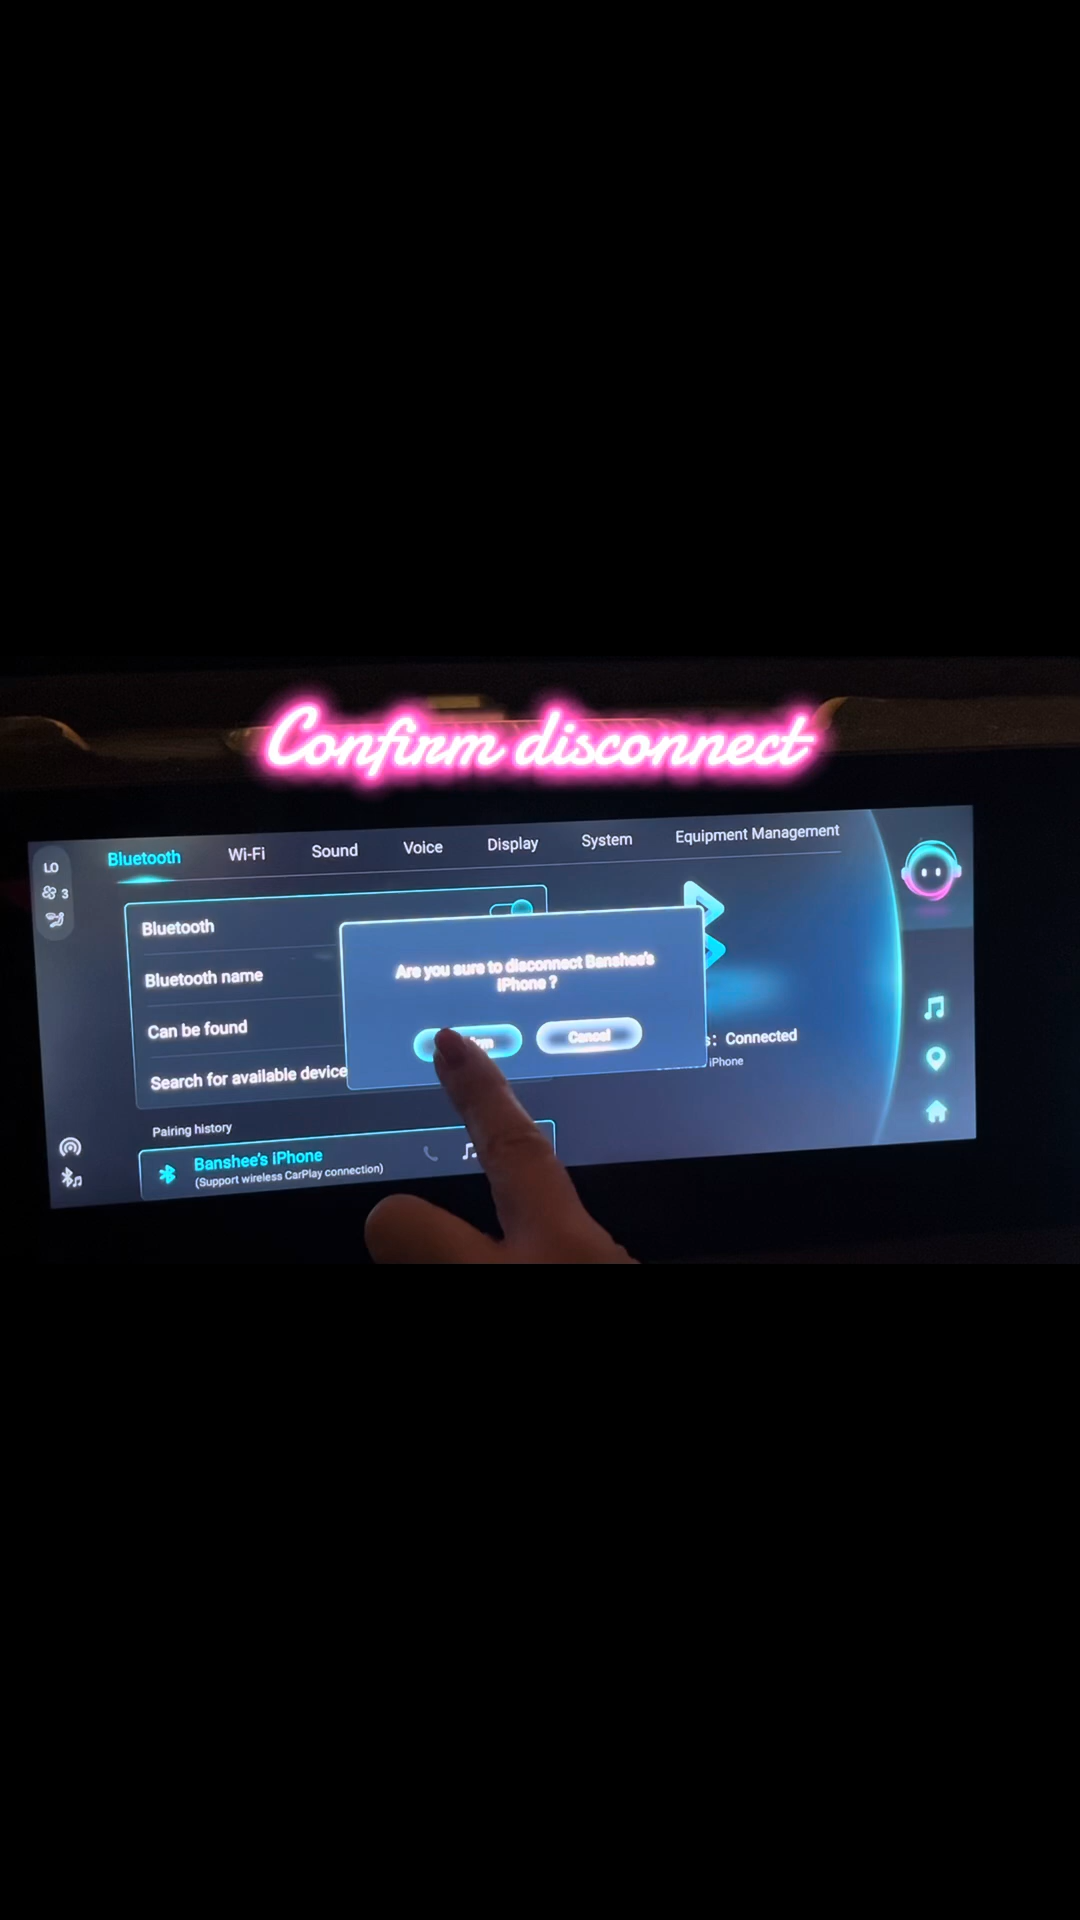 Confirm disconnect
Bluetooth Wi-Fi Sound Voice Display System Equipment Management
LO
3
Bluetooth
Bluetooth name
Can be found
Search for available device
Are you sure to disconnect Banshee's
iPhone ?
Cancel
Connected
iPhone
Pairing history
Banshee's iPhone
(Support wireless CarPlay connection)